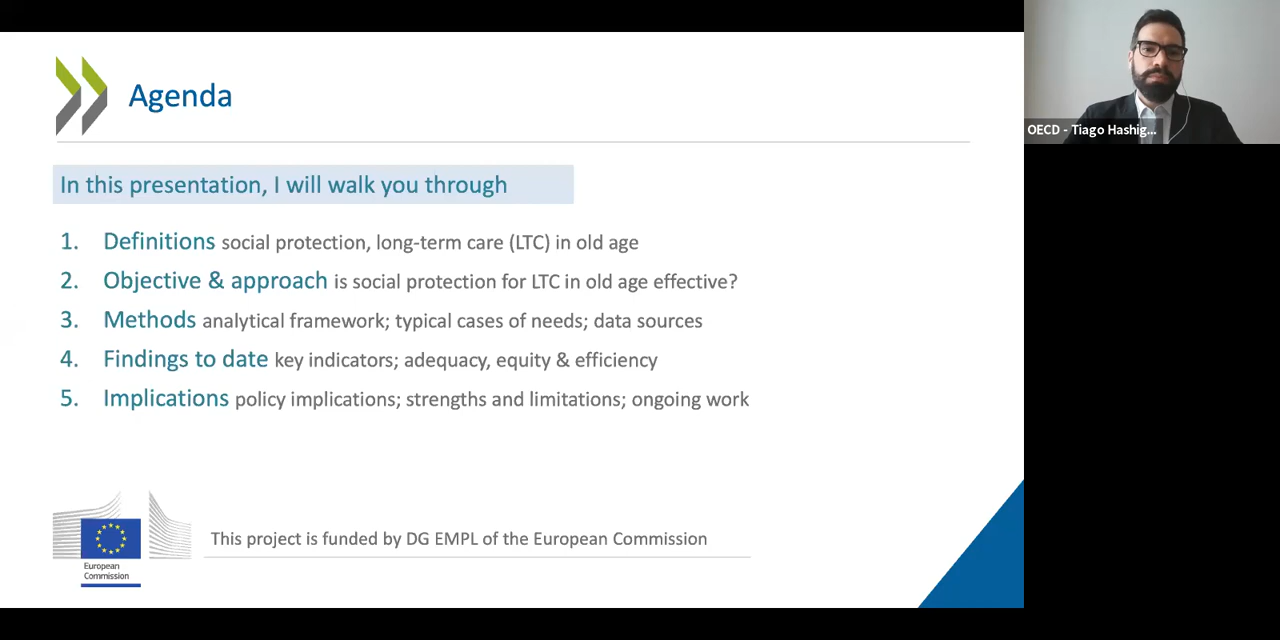 Agenda
In this presentation, I will walk you through
1. Definitions social protection, long-term care (LTC) in old age
2. Objective & approach is social protection for LTC in old age effective?
3. Methods analytical framework; typical cases of needs; data sources
4. Findings to date key indicators; adequacy, equity & efficiency
5. Implications policy implications; strengths and limitations; ongoing work
This project is funded by DG EMPL of the European Commission
European
Commission
OECD - Tiago Hashig...